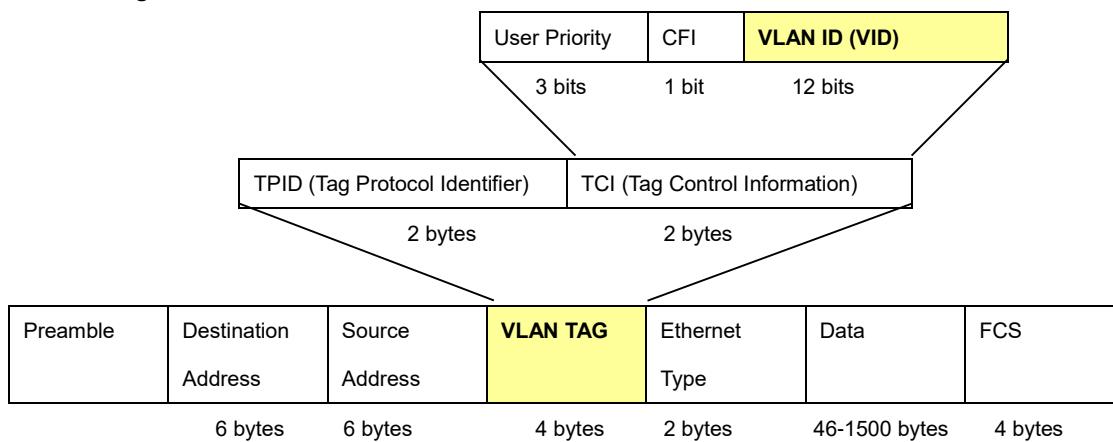 User Priority CFI VLAN ID (VID)
3 bits 1 bit 12 bits
TPID (Tag Protocol Identifier) TCI (Tag Control Information)
2 bytes 2 bytes
Preamble Destination Address Source Address VLAN TAG Ethernet Type Data FCS
6 bytes 6 bytes 4 bytes 2 bytes 46-1500 bytes 4 bytes